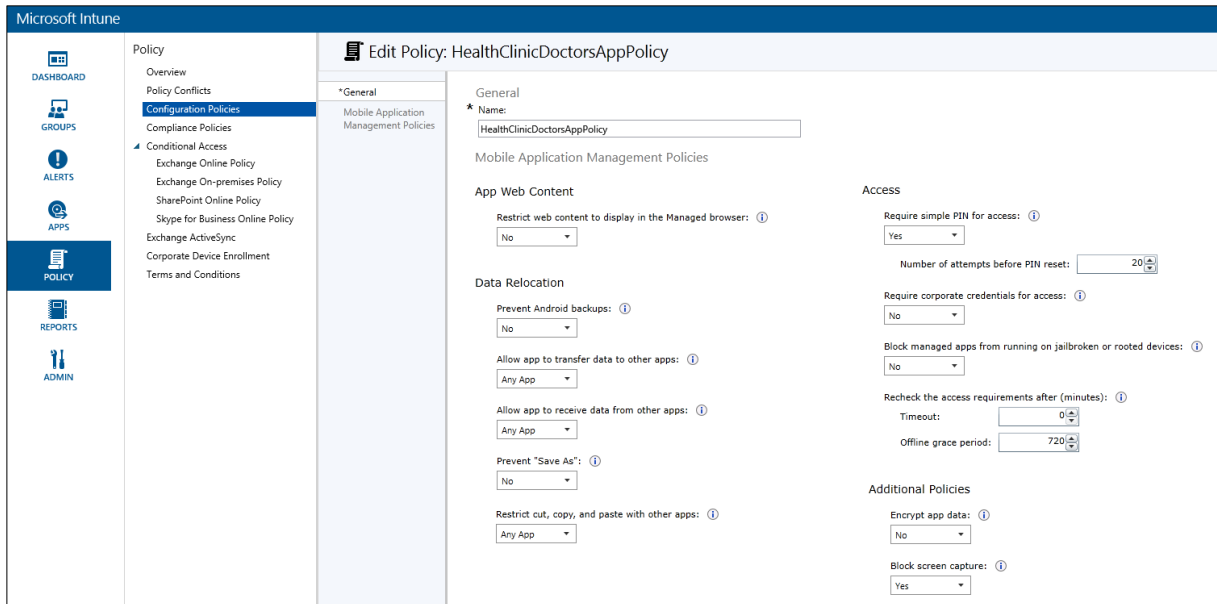 Microsoft Intune
DASHBOARD
GROUPS
ALERTS
APPS
POLICY
REPORTS
ADMIN
Policy
Overview
Policy Conflicts
Configuration Policies
Compliance Policies
Conditional Access
Exchange Online Policy
Exchange On-premises Policy
SharePoint Online Policy
Skype for Business Online Policy
Exchange ActiveSync
Corporate Device Enrollment
Terms and Conditions
Edit Policy: HealthClinicDoctorsAppPolicy
*General
Mobile Application
Management Policies
General
* Name:
HealthClinicDoctorsAppPolicy
Mobile Application Management Policies
App Web Content
Restrict web content to display in the Managed browser:
No
Data Relocation
Prevent Android backups:
No
Allow app to transfer data to other apps:
Any App
Allow app to receive data from other apps:
Any App
Prevent "Save As":
No
Restrict cut, copy, and paste with other apps:
Any App
Access
Require simple PIN for access:
Yes
Number of attempts before PIN reset: 20
Require corporate credentials for access:
No
Block managed apps from running on jailbroken or rooted devices:
No
Recheck the access requirements after (minutes):
Timeout: 0
Offline grace period: 720
Additional Policies
Encrypt app data:
No
Block screen capture:
Yes